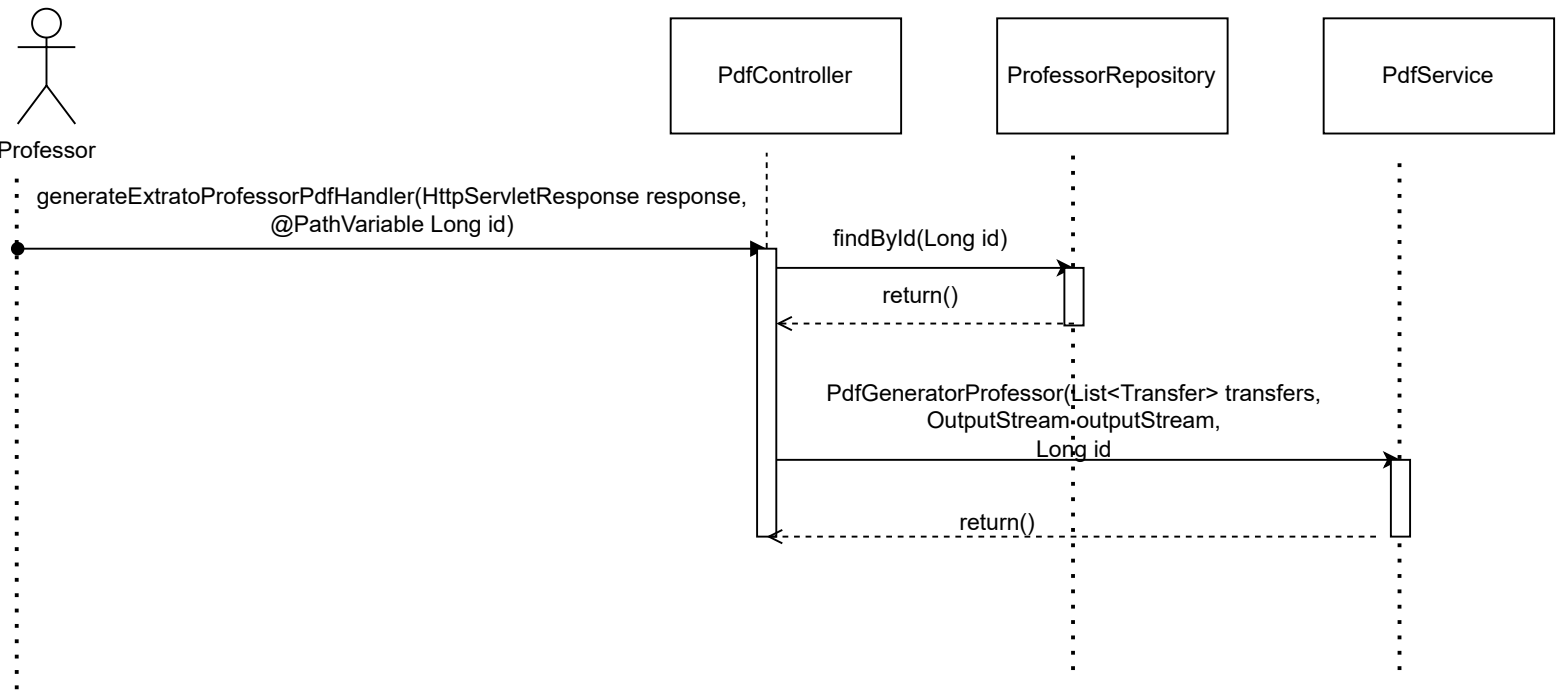 PdfController
ProfessorRepository
PdfService
Professor
generateExtratoProfessorPdfHandler(HttpServletResponse response,
@PathVariable Long id)
findById(Long id)
return()
PdfGeneratorProfessor(List<Transfer> transfers,
OutputStream outputStream,
Long id
return()